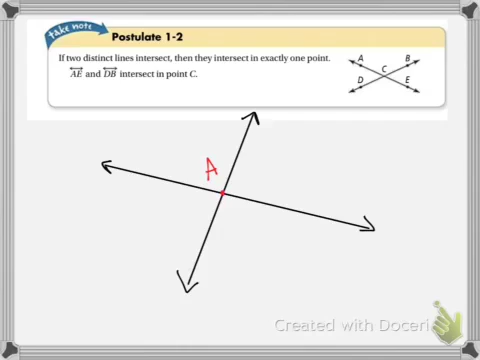 take note
Postulate 1-2
If two distinct lines intersect, then they intersect in exactly one point.
AE and DB intersect in point C.
A B
C
D E
A
Created with Doceri